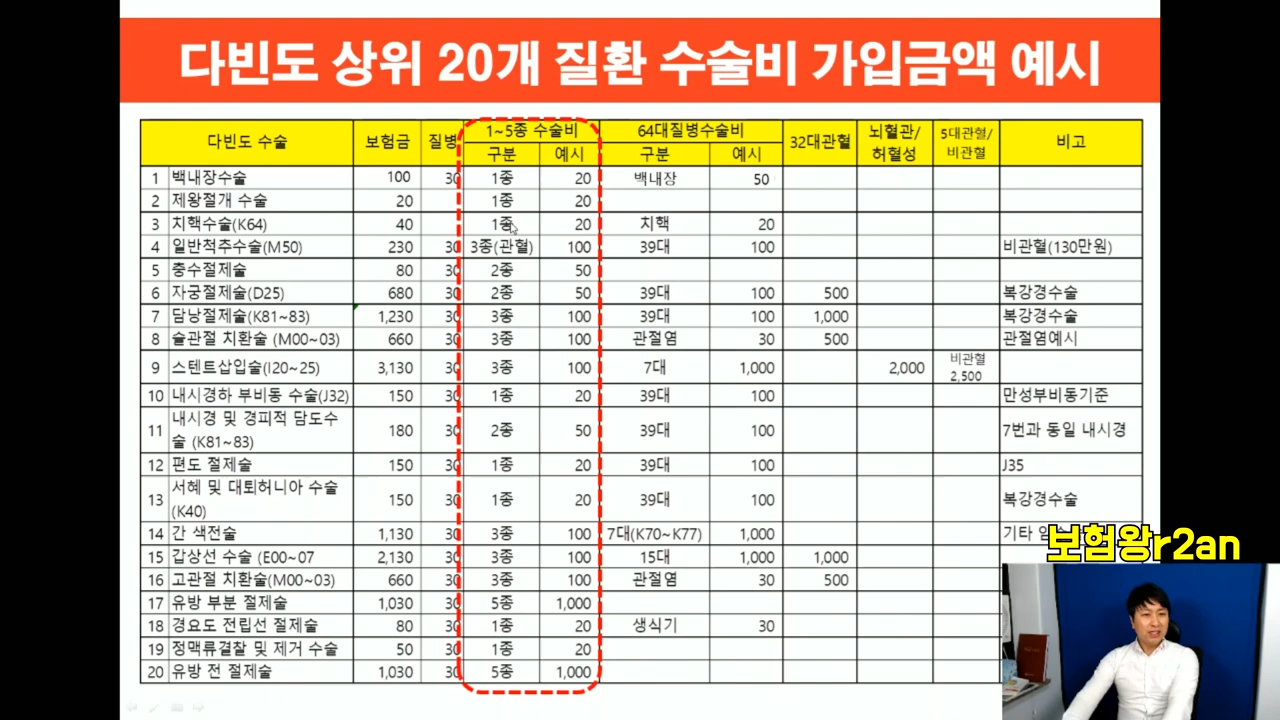 다빈도 상위 20개 질환 수술비 가입금액 예시
다빈도 수술 보험금 질병 1~5종 수술비 64대질병수술비 32대관혈 뇌혈관/허혈성 5대관혈/비관혈 비고
구분 예시 구분 예시
1 백내장수술 100 30 1종 20 백내장 50
2 제왕절개 수술 20 1종 20
3 치핵수술(K64) 40 1종 20 치핵 20
4 일반척추수술(M50) 230 30 3종(관혈) 100 39대 100 비관혈(130만원)
5 충수절제술 80 30 2종 50
6 자궁절제술(D25) 680 30 2종 50 39대 100 500 복강경수술
7 담낭절제술(K81~83) 1,230 30 3종 100 39대 100 1,000 복강경수술
8 슬관절 치환술 (M00~03) 660 30 3종 100 관절염 30 500 관절염예시
9 스텐트삽입술(I20~25) 3,130 30 3종 100 7대 1,000 2,000 비관혈 2,500
10 내시경하 부비동 수술(J32) 150 30 1종 20 39대 100 만성부비동기준
11 내시경 및 경피적 담도수술 (K81~83) 180 30 2종 50 39대 100 7번과 동일 내시경
12 편도 절제술 150 30 1종 20 39대 100 J35
13 서혜 및 대퇴허니아 수술 (K40) 150 30 1종 20 39대 100 복강경수술
14 간 색전술 1,130 30 3종 100 7대(K70~K77) 1,000 기타
15 갑상선 수술 (E00~07 2,130 30 3종 100 15대 1,000 1,000
16 고관절 치환술(M00~03) 660 30 3종 100 관절염 30 500
17 유방 부분 절제술 1,030 30 5종 1,000
18 경요도 전립선 절제술 80 30 1종 20 생식기 30
19 정맥류결찰 및 제거 수술 50 30 1종 20
20 유방 전 절제술 1,030 30 5종 1,000
보험왕r2an